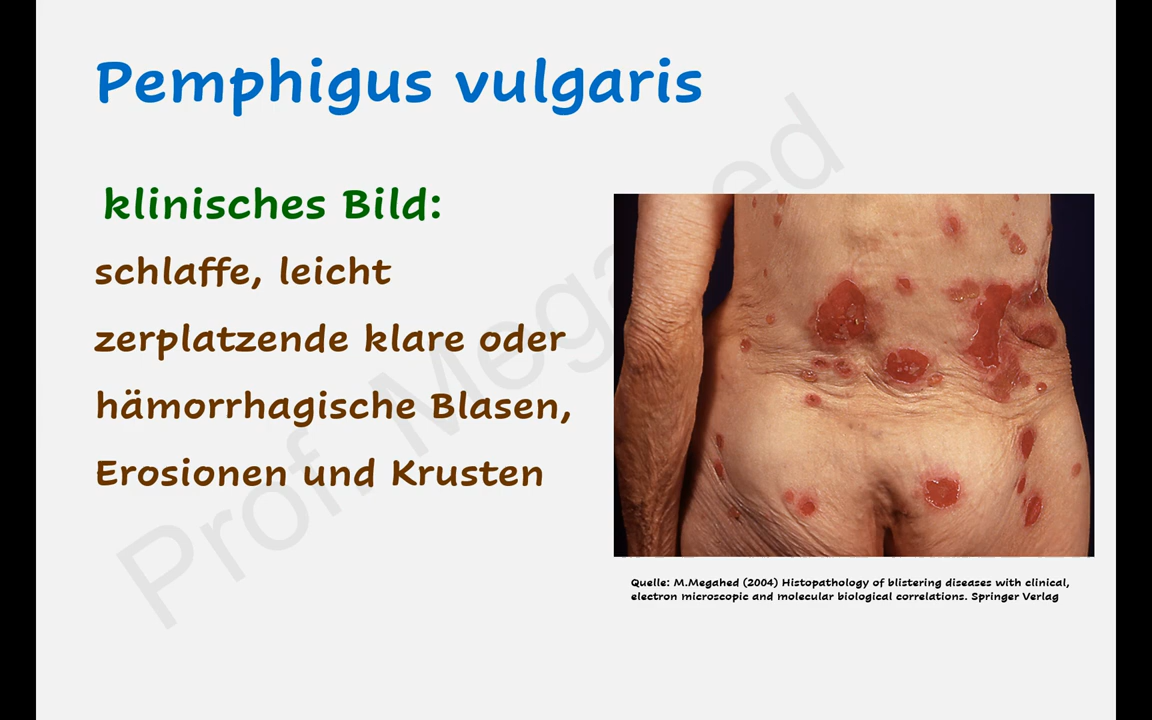 Pemphigus vulgaris
klinisches Bild:
schlaffe, leicht
zerplatzende klare oder
hämorrhagische Blasen,
Erosionen und Krusten
Prof. Megahed
Quelle: M.Megahed (2004) Histopathology of blistering diseases with clinical,
electron microscopic and molecular biological correlations. Springer Verlag